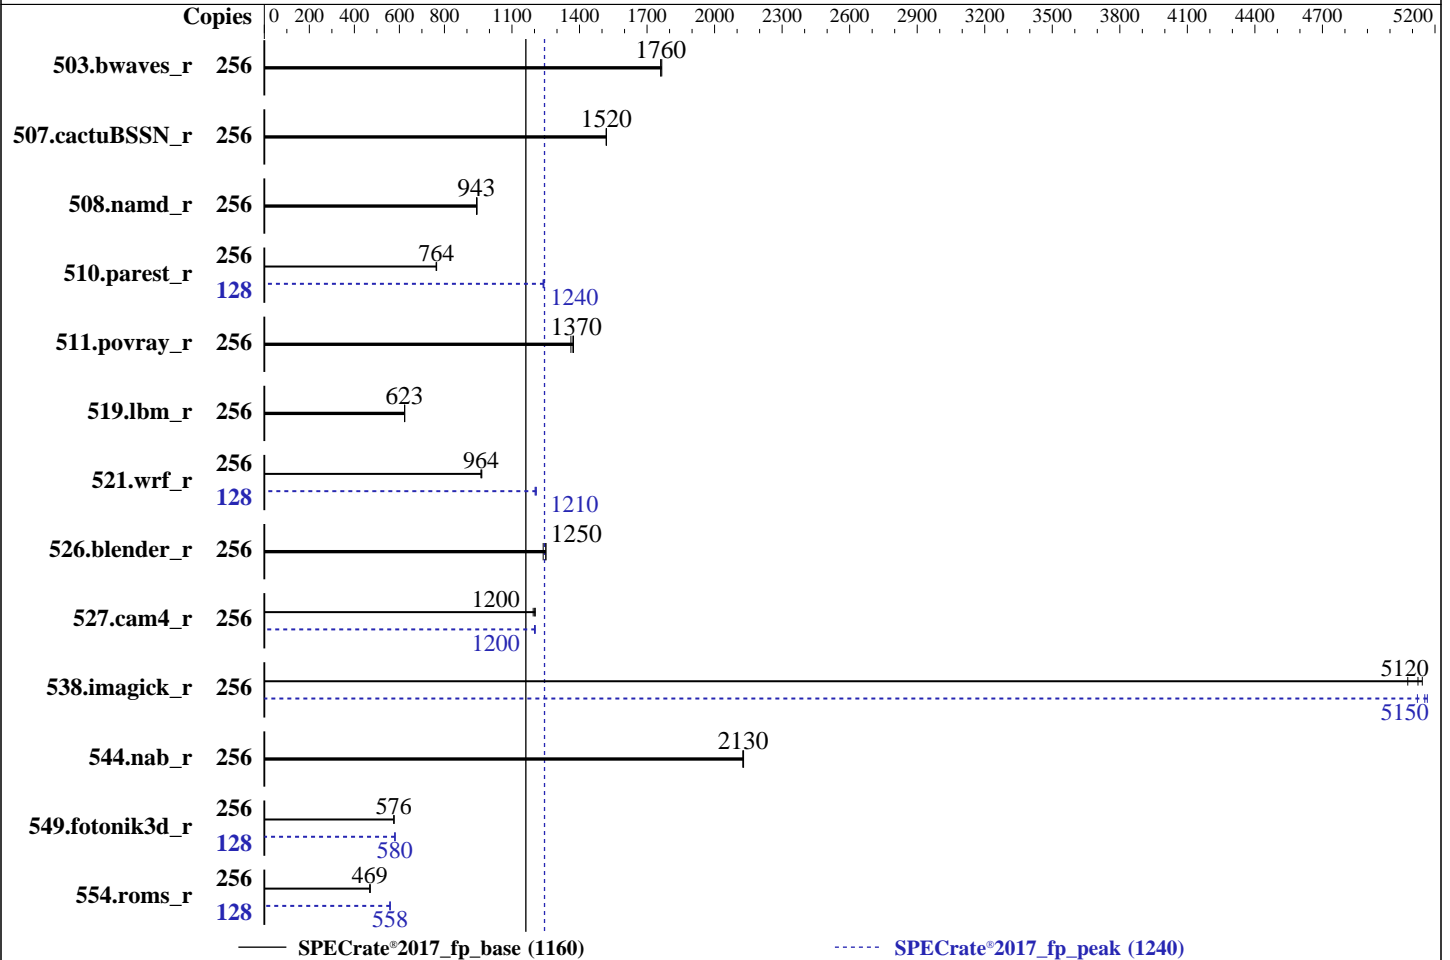 Copies 0 200 400 600 800 1100 1400 1700 2000 2300 2600 2900 3200 3500 3800 4100 4400 4700 5200
503.bwaves_r 256 1760
507.cactuBSSN_r 256 1520
508.namd_r 256 943
510.parest_r 256 764
128 1240
511.povray_r 256 1370
519.lbm_r 256 623
521.wrf_r 256 964
128 1210
526.blender_r 256 1250
527.cam4_r 256 1200
1200
538.imagick_r 256 5120
5150
544.nab_r 256 2130
549.fotonik3d_r 256 576
128 580
554.roms_r 256 469
128 558
SPECrate®2017_fp_base (1160) SPECrate®2017_fp_peak (1240)